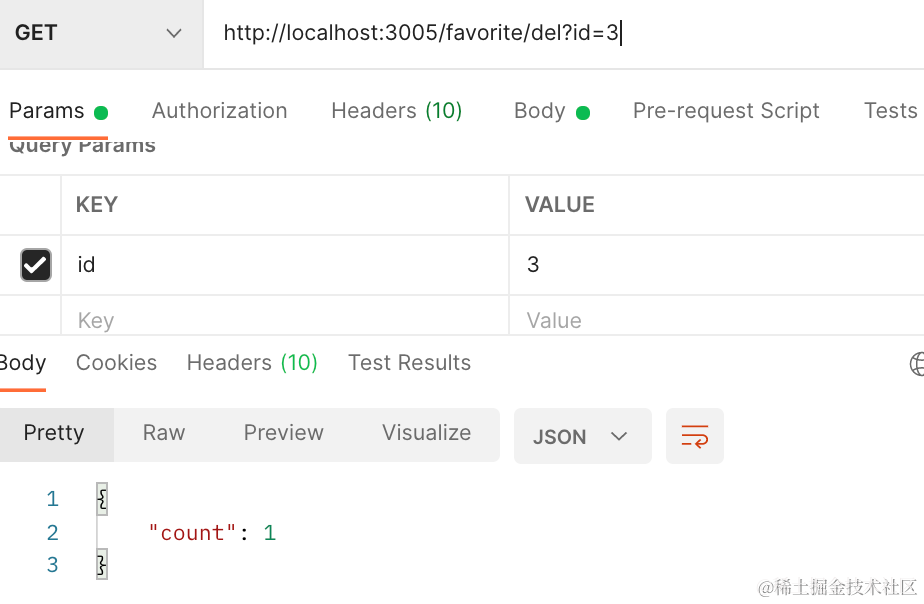 GET http://localhost:3005/favorite/del?id=3
Params Authorization Headers (10) Body Pre-request Script Tests
Query Params
KEY VALUE
id 3
Key Value
Body Cookies Headers (10) Test Results
Pretty Raw Preview Visualize JSON
1 {
2 "count": 1
3 }
@稀土掘金技术社区